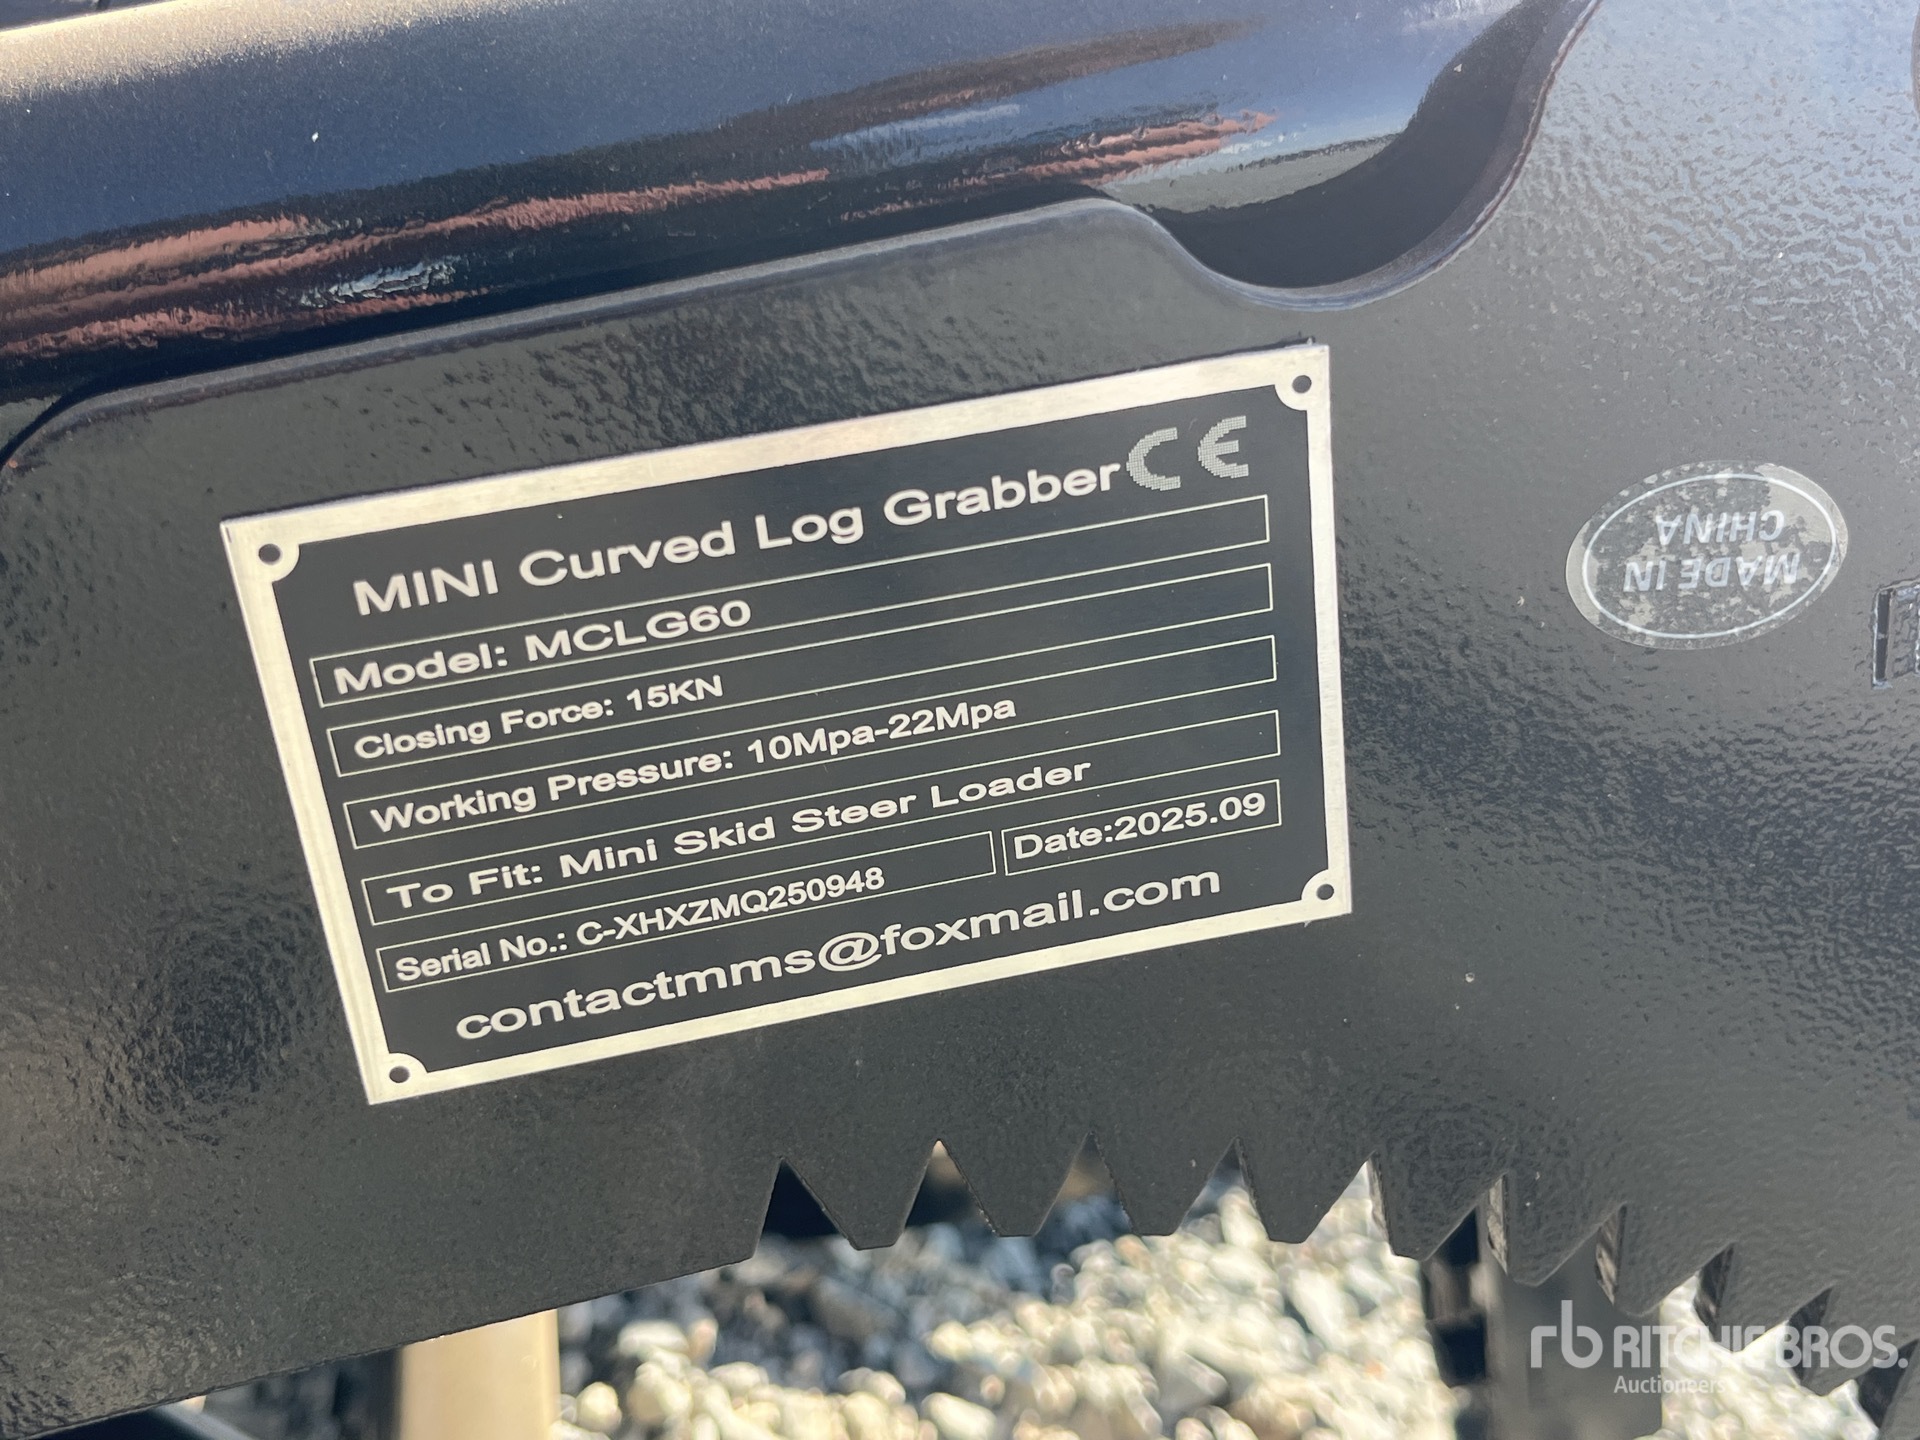 MINI Curved Log Grabber CE
Model: MCLG60
Closing Force: 15KN
Working Pressure: 10Mpa-22Mpa
To Fit: Mini Skid Steer Loader
Serial No.: C-XHXZMQ250948
Date:2025.09
contactmms@foxmail.com
MADE IN
CHINA
rb RITCHIE BROS.
Auctioneers